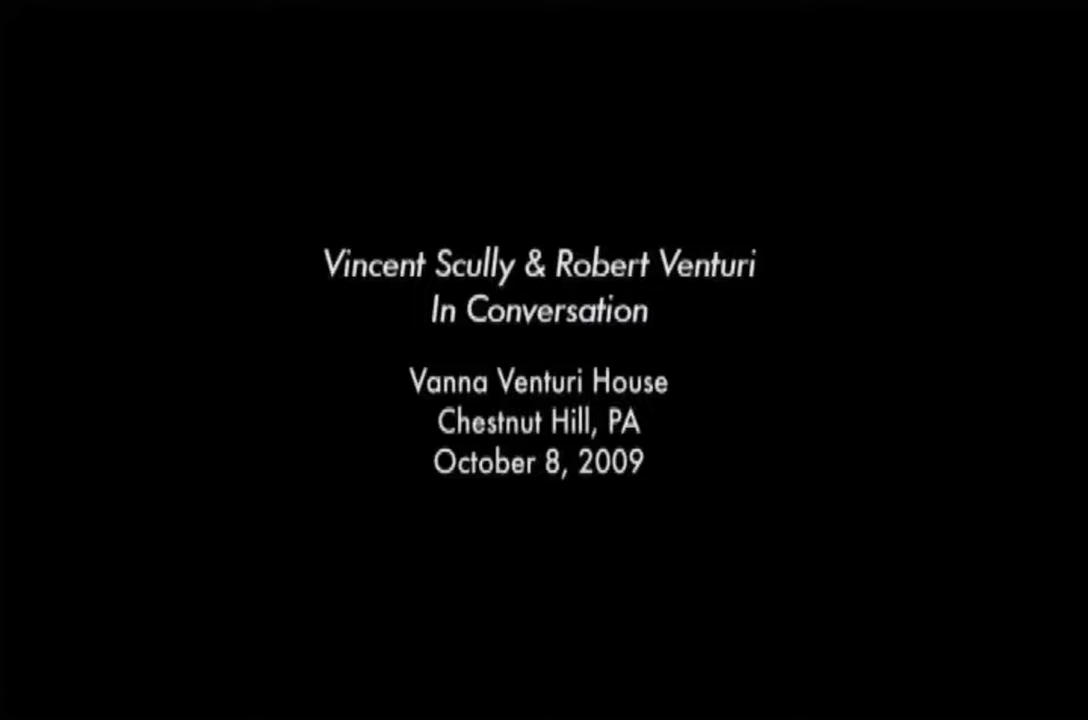 Vincent Scully & Robert Venturi
In Conversation
Vanna Venturi House
Chestnut Hill, PA
October 8, 2009